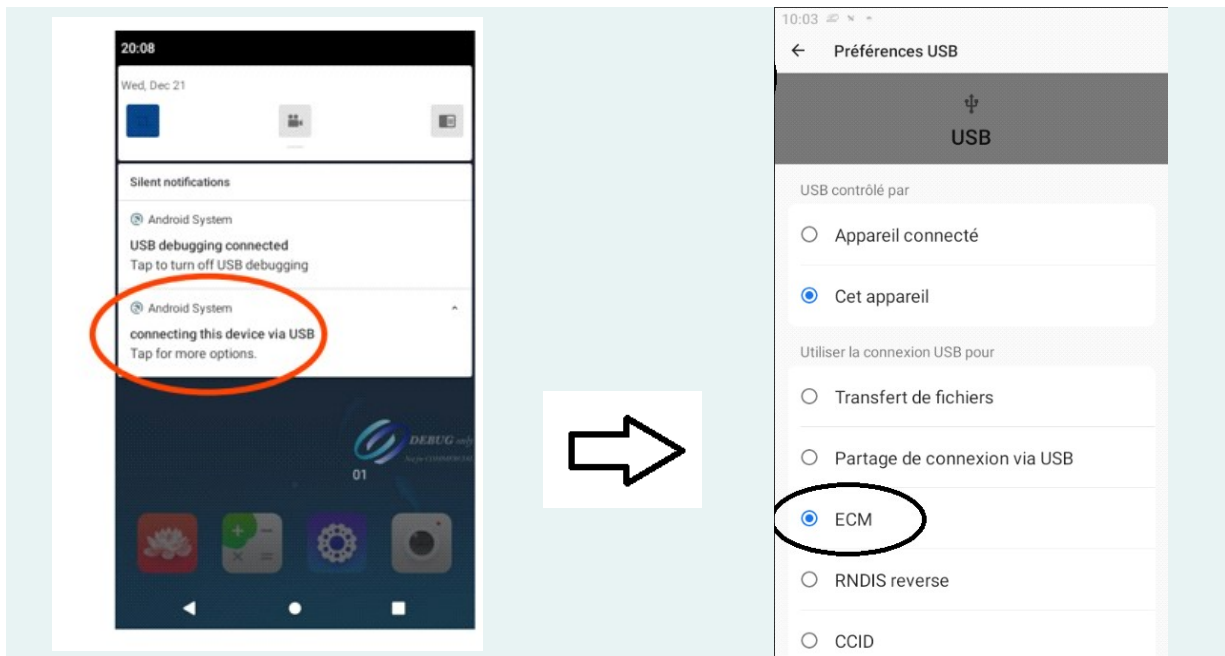 20:08
Wed, Dec 21
Silent notifications
Android System
USB debugging connected
Tap to turn off USB debugging
Android System
connecting this device via USB
Tap for more options.
DEBUG only
01
10:03
Préférences USB
USB
USB contrôlé par
Appareil connecté
Cet appareil
Utiliser la connexion USB pour
Transfert de fichiers
Partage de connexion via USB
ECM
RNDIS reverse
CCID